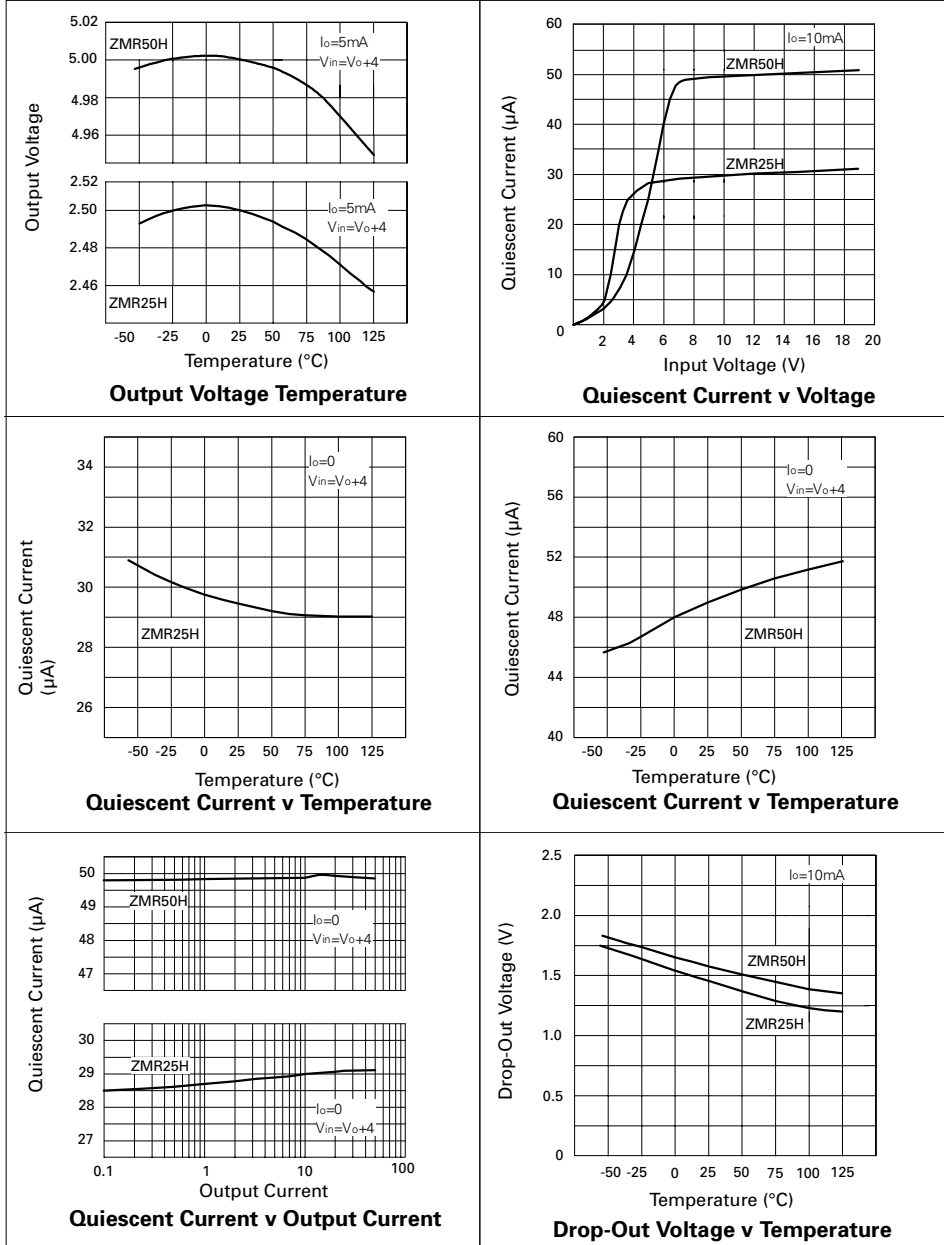 5.02
5.00
4.98
4.96
Output Voltage
ZMR50H
Io=5mA
Vin=Vo+4
2.52
2.50
2.48
2.46
Io=5mA
Vin=Vo+4
ZMR25H
-50 -25 0 25 50 75 100 125
Temperature (°C)
Output Voltage Temperature
60
50
40
30
20
10
0
Quiescent Current (µA)
Io=10mA
ZMR50H
ZMR25H
2 4 6 8 10 12 14 16 18 20
Input Voltage (V)
Quiescent Current v Voltage
34
32
30
28
26
Quiescent Current
(µA)
Io=0
Vin=Vo+4
ZMR25H
-50 -25 0 25 50 75 100 125
Temperature (°C)
Quiescent Current v Temperature
60
56
52
48
44
40
Quiescent Current (µA)
Io=0
Vin=Vo+4
ZMR50H
-50 -25 0 25 50 75 100 125
Temperature (°C)
Quiescent Current v Temperature
50
49
48
47
Quiescent Current (µA)
ZMR50H
Io=0
Vin=Vo+4
30
29
28
27
ZMR25H
Io=0
Vin=Vo+4
0.1 1 10 100
Output Current
Quiescent Current v Output Current
2.5
2.0
1.5
1.0
0.5
0
Drop-Out Voltage (V)
Io=10mA
ZMR50H
ZMR25H
-50 -25 0 25 50 75 100 125
Temperature (°C)
Drop-Out Voltage v Temperature